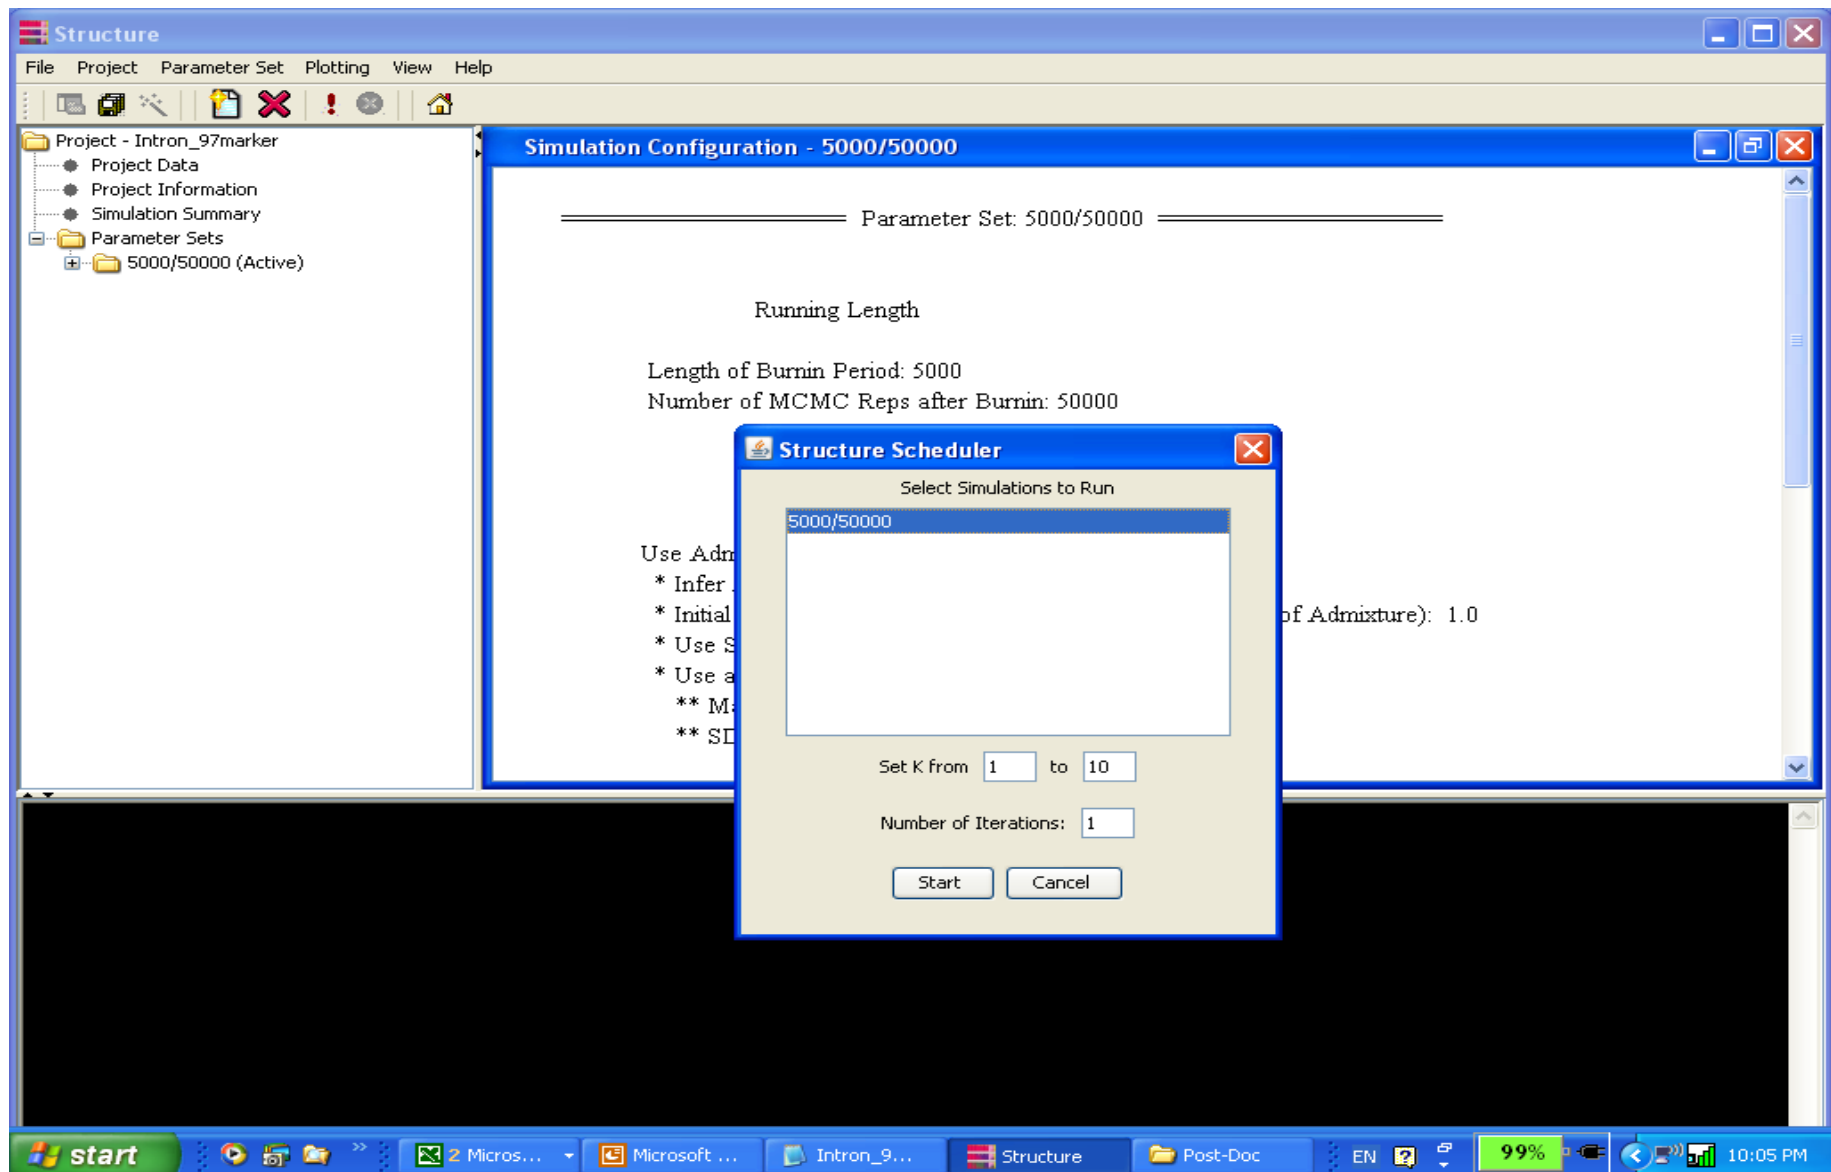 Structure
File Project Parameter Set Plotting View Help
Project - Intron_97marker
Project Data
Project Information
Simulation Summary
Parameter Sets
5000/50000 (Active)
Simulation Configuration - 5000/50000
Parameter Set: 5000/50000
Running Length
Length of Burnin Period: 5000
Number of MCMC Reps after Burnin: 50000
Use Adm
* Infer
* Initial of Admixture): 1.0
* Use S
* Use a
** Ma
** SD
Structure Scheduler
Select Simulations to Run
5000/50000
Set K from 1 to 10
Number of Iterations: 1
Start Cancel
start 2 Micros... Microsoft ... Intron_9... Structure Post-Doc EN 99% 10:05 PM